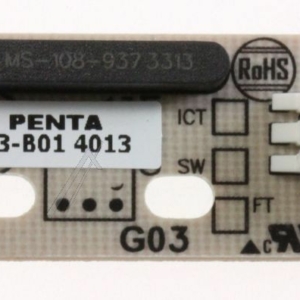 MS-108-937 3313
RoHS
PENTA
3-B01 4013
ICT
SW
FT
G03